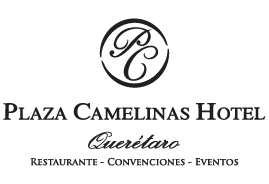 PC
PLAZA CAMELINAS HOTEL
Querétaro
RESTAURANTE - CONVENCIONES - EVENTOS